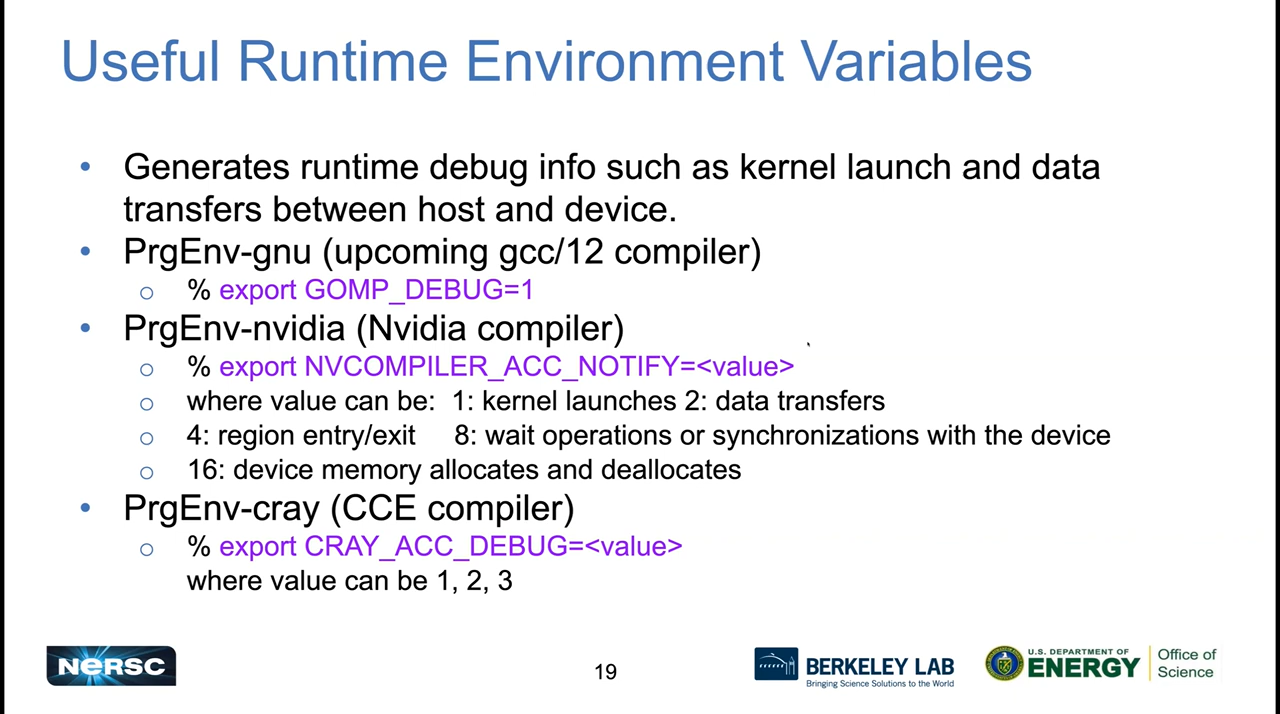 Useful Runtime Environment Variables
• Generates runtime debug info such as kernel launch and data
transfers between host and device.
• PrgEnv-gnu (upcoming gcc/12 compiler)
o % export GOMP_DEBUG=1
• PrgEnv-nvidia (Nvidia compiler)
o % export NVCOMPILER_ACC_NOTIFY=<value>
o where value can be: 1: kernel launches 2: data transfers
o 4: region entry/exit 8: wait operations or synchronizations with the device
o 16: device memory allocates and deallocates
• PrgEnv-cray (CCE compiler)
o % export CRAY_ACC_DEBUG=<value>
where value can be 1, 2, 3
NERSC
19
BERKELEY LAB
Bringing Science Solutions to the World
U.S. DEPARTMENT OF
ENERGY
Office of
Science